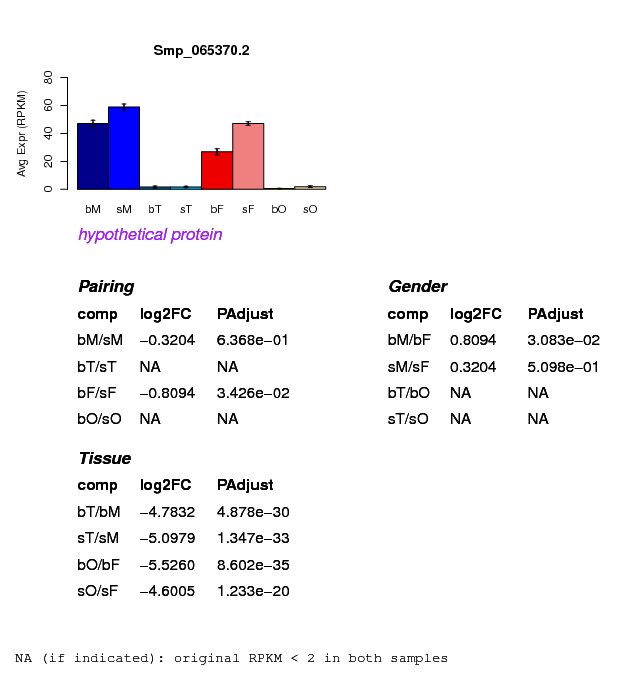 Smp_065370.2
Avg Expr (RPKM)
0 20 40 60 80
bM sM bT sT bF sF bO sO
hypothetical protein
Pairing
comp log2FC PAdjust
bM/sM −0.3204 6.368e−01
bT/sT NA NA
bF/sF −0.8094 3.426e−02
bO/sO NA NA
Gender
comp log2FC PAdjust
bM/bF 0.8094 3.083e−02
sM/sF 0.3204 5.098e−01
bT/bO NA NA
sT/sO NA NA
Tissue
comp log2FC PAdjust
bT/bM −4.7832 4.878e−30
sT/sM −5.0979 1.347e−33
bO/bF −5.5260 8.602e−35
sO/sF −4.6005 1.233e−20
NA (if indicated): original RPKM < 2 in both samples